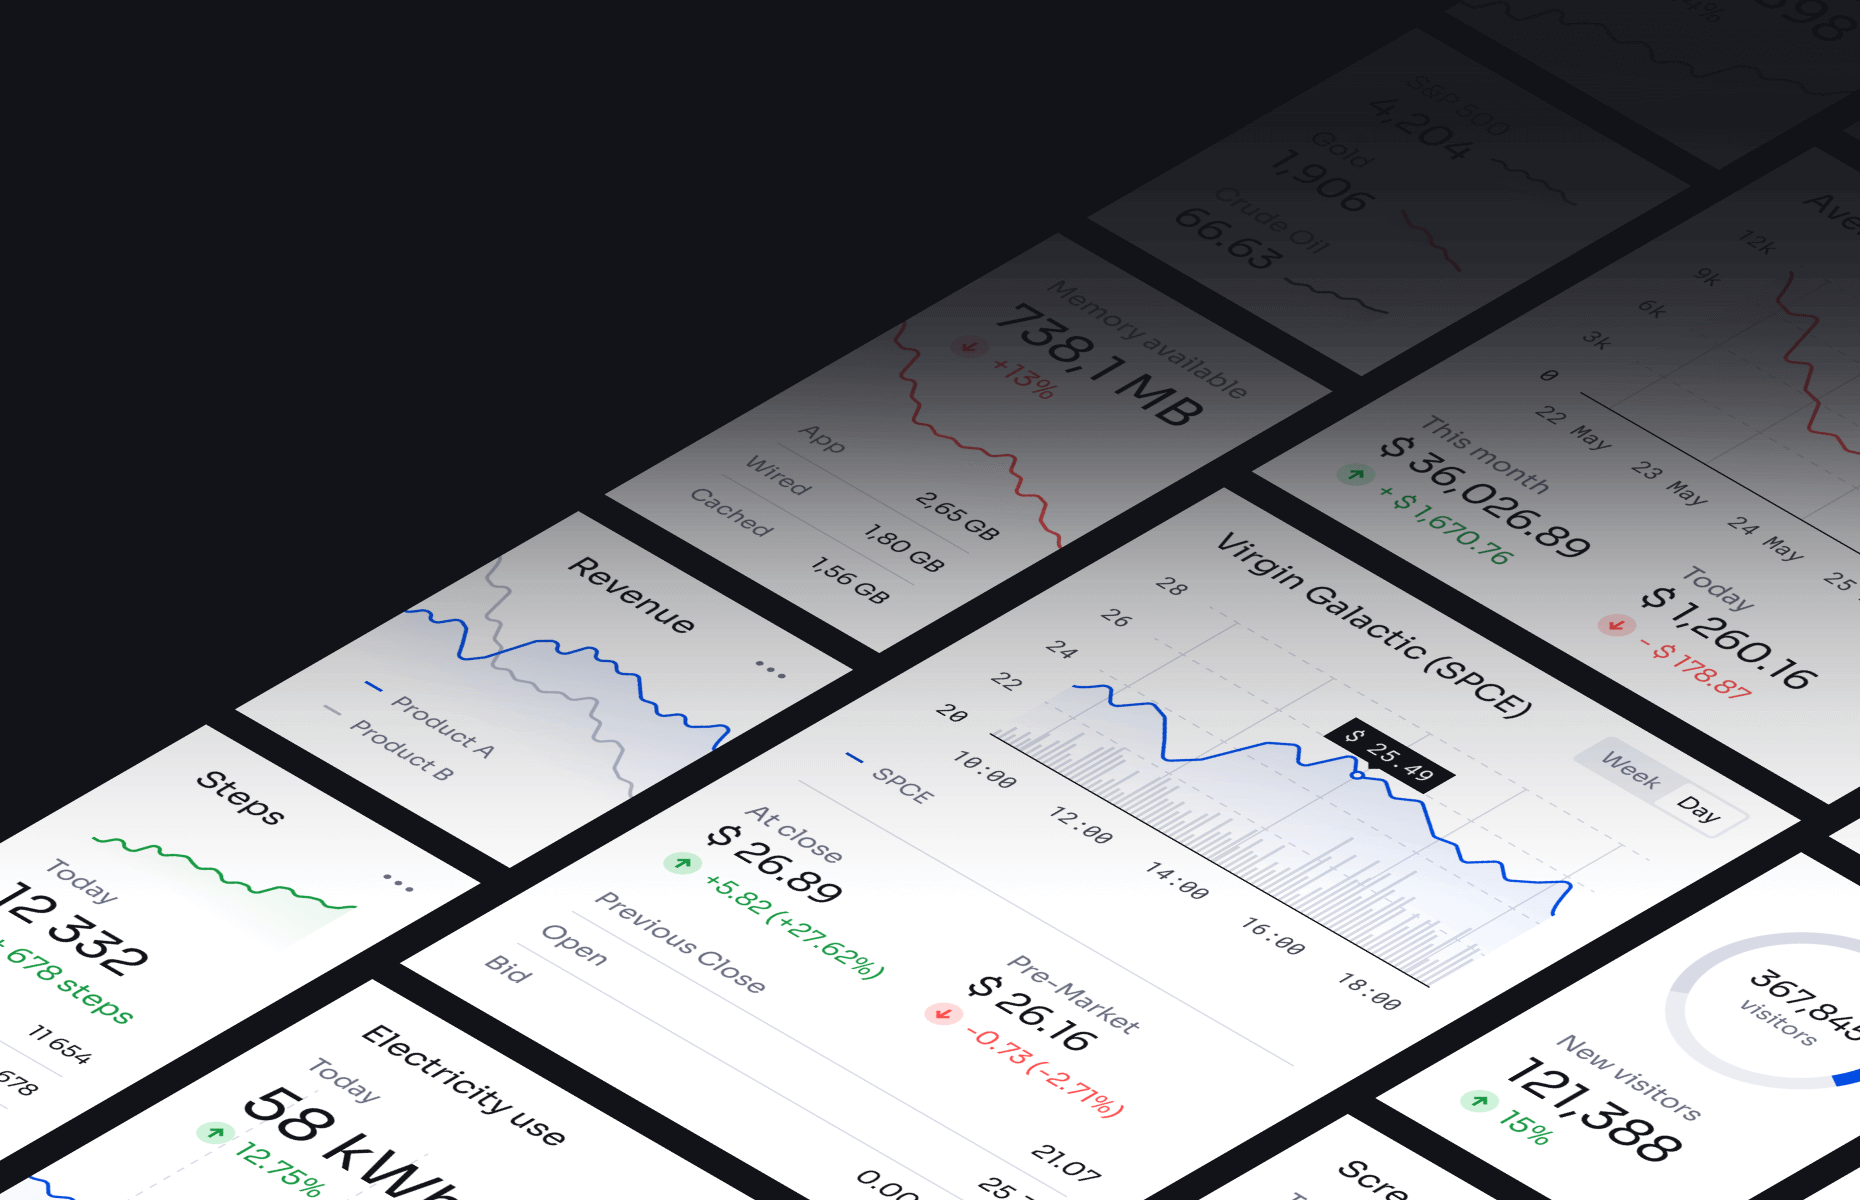 S&P 500
4,204
Gold
1,906
Crude Oil
66.63
Memory available
738,1 MB
+13%
App
2,65 GB
Wired
1,80 GB
Cached
1,56 GB
12k
9k
6k
3k
0
22 May
23 May
24 May
25
This month
$ 36,026.89
+ $ 1,670.76
Today
$ 1,260.16
- $ 178.87
Revenue
Product A
Product B
Virgin Galactic (SPCE)
Week
Day
28
26
24
22
20
$ 25.49
10:00
12:00
14:00
16:00
18:00
SPCE
At close
$ 26.89
+5.82 (+27.62%)
Pre-Market
$ 26.16
-0.73 (-2.71%)
Previous Close
21.07
Open
Bid
0.00
Steps
Today
12 332
+ 678 steps
11 654
678
Electricity use
Today
58 kWh
12.75%
367,845
visitors
New visitors
121,388
15%